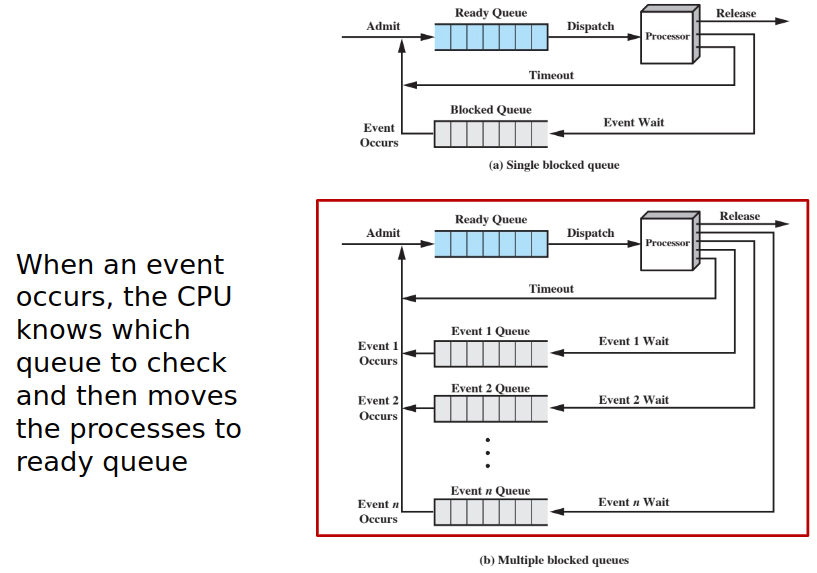 When an event
occurs, the CPU
knows which
queue to check
and then moves
the processes to
ready queue
Ready Queue
Admit
Dispatch
Processor
Release
Timeout
Blocked Queue
Event
Occurs
Event Wait
(a) Single blocked queue
Ready Queue
Admit
Dispatch
Processor
Release
Timeout
Event 1 Queue
Event 1
Occurs
Event 1 Wait
Event 2 Queue
Event 2
Occurs
Event 2 Wait
Event n Queue
Event n
Occurs
Event n Wait
(b) Multiple blocked queues